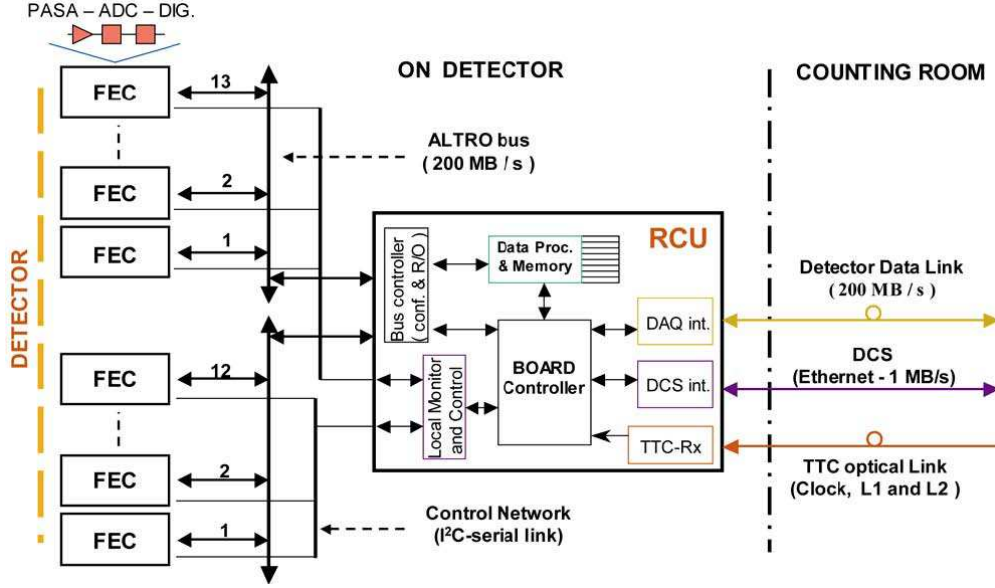 PASA – ADC – DIG.
ON DETECTOR
COUNTING ROOM
FEC
13
ALTRO bus
( 200 MB / s )
FEC
2
FEC
1
DETECTOR
RCU
Bus controller
( conf. & R/O )
Data Proc.
& Memory
DAQ int.
BOARD
Controller
DCS int.
Local Monitor
and Control
TTC-Rx
Detector Data Link
( 200 MB / s )
DCS
(Ethernet - 1 MB/s)
TTC optical Link
(Clock, L1 and L2 )
FEC
12
FEC
2
FEC
1
Control Network
(I²C-serial link)